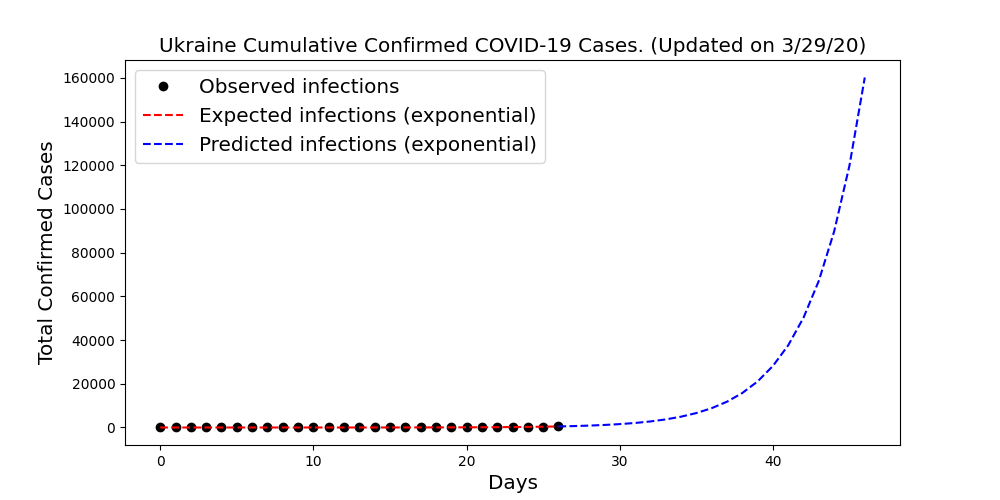 Ukraine Cumulative Confirmed COVID-19 Cases. (Updated on 3/29/20)
Observed infections
Expected infections (exponential)
Predicted infections (exponential)
Total Confirmed Cases
160000
140000
120000
100000
80000
60000
40000
20000
0
0 10 20 30 40
Days